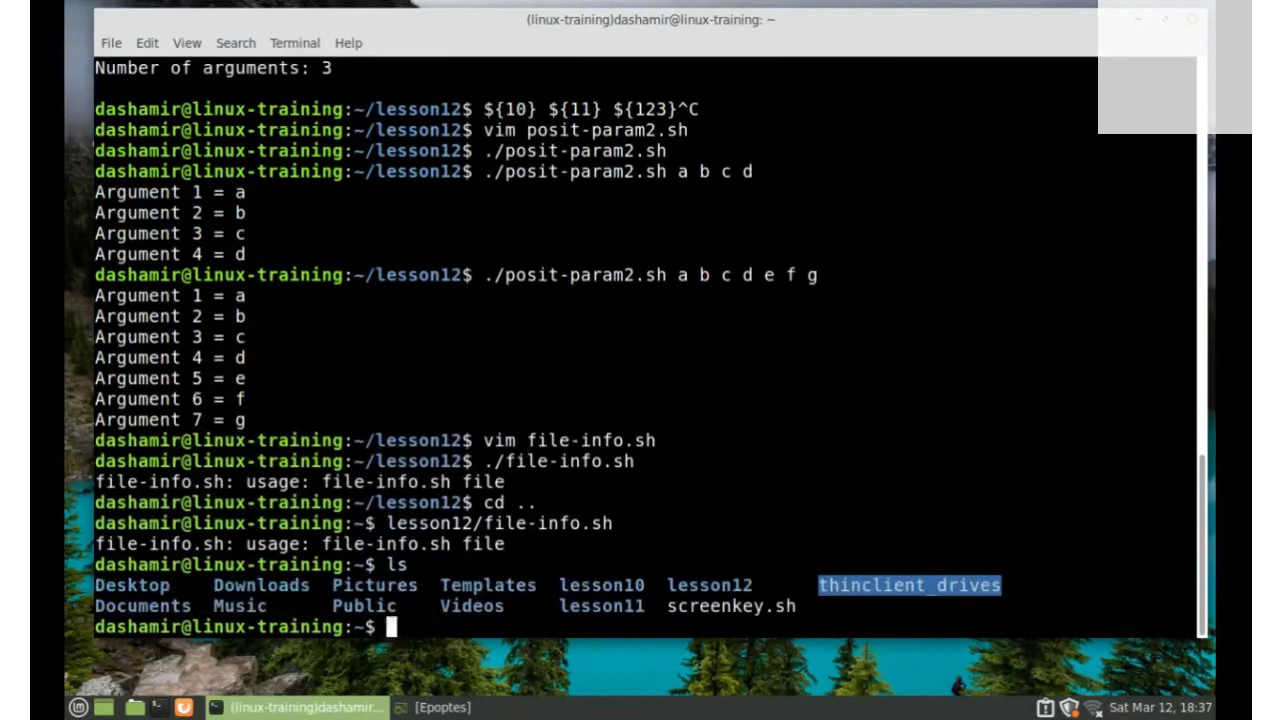 (linux-training)dashamir@linux-training: ~
File Edit View Search Terminal Help
Number of arguments: 3
dashamir@linux-training:~/lesson12$ ${10} ${11} ${123}^C
dashamir@linux-training:~/lesson12$ vim posit-param2.sh
dashamir@linux-training:~/lesson12$ ./posit-param2.sh
dashamir@linux-training:~/lesson12$ ./posit-param2.sh a b c d
Argument 1 = a
Argument 2 = b
Argument 3 = c
Argument 4 = d
dashamir@linux-training:~/lesson12$ ./posit-param2.sh a b c d e f g
Argument 1 = a
Argument 2 = b
Argument 3 = c
Argument 4 = d
Argument 5 = e
Argument 6 = f
Argument 7 = g
dashamir@linux-training:~/lesson12$ vim file-info.sh
dashamir@linux-training:~/lesson12$ ./file-info.sh
file-info.sh: usage: file-info.sh file
dashamir@linux-training:~/lesson12$ cd ..
dashamir@linux-training:~$ lesson12/file-info.sh
file-info.sh: usage: file-info.sh file
dashamir@linux-training:~$ ls
Desktop Downloads Pictures Templates lesson10 lesson12 thinclient_drives
Documents Music Public Videos lesson11 screenkey.sh
dashamir@linux-training:~$
(linux-training)dashamir... [Epoptes] Sat Mar 12, 18:37